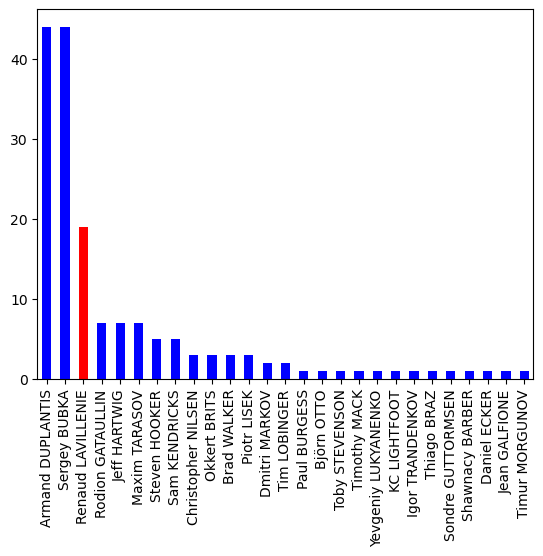 40
30
20
10
0
Armand DUPLANTIS
Sergey BUBKA
Renaud LAVILLENIE
Rodion GATAULLIN
Jeff HARTWIG
Maxim TARASOV
Steven HOOKER
Sam KENDRICKS
Christopher NILSEN
Okkert BRITS
Brad WALKER
Piotr LISEK
Dmitri MARKOV
Tim LOBINGER
Paul BURGESS
Björn OTTO
Toby STEVENSON
Timothy MACK
Yevgeniy LUKYANENKO
KC LIGHTFOOT
Igor TRANDENKOV
Thiago BRAZ
Sondre GUTTORMSEN
Shawnacy BARBER
Daniel ECKER
Jean GALFIONE
Timur MORGUNOV